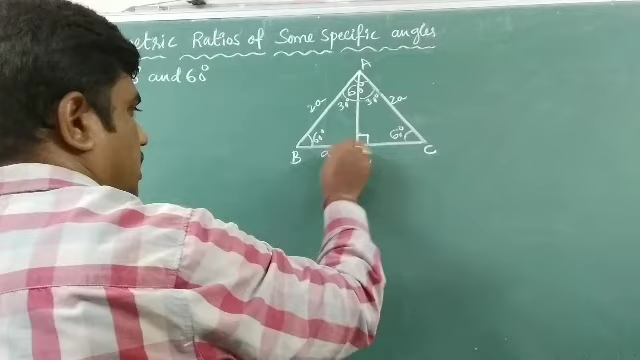 etric Ratios of Some Specific angles
and 60°
A
60
30 30
2a 2a
60° 60°
B a C